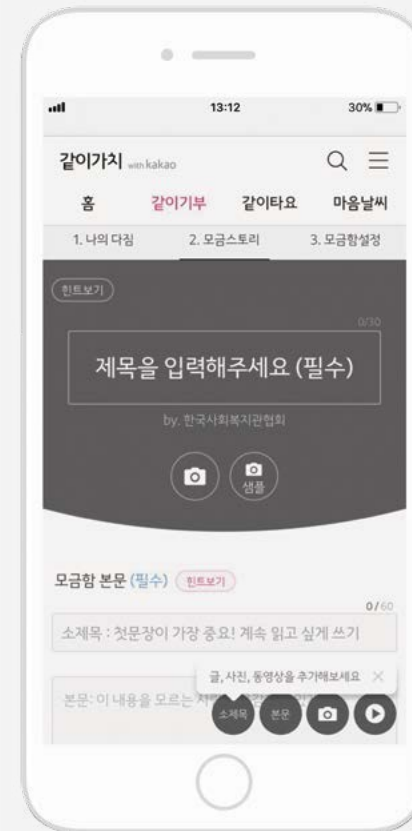 13:12
30%
같이가치 with kakao
홈 같이기부 같이타요 마음날씨
1. 나의 다짐 2. 모금스토리 3. 모금함설정
힌트보기
0/30
제목을 입력해주세요 (필수)
by. 한국사회복지관협회
샘플
모금함 본문 (필수) 힌트보기
0/60
소제목 : 첫문장이 가장 중요! 계속 읽고 싶게 쓰기
글, 사진, 동영상을 추가해보세요
본문: 이 내용을 모르는
소제목 본문